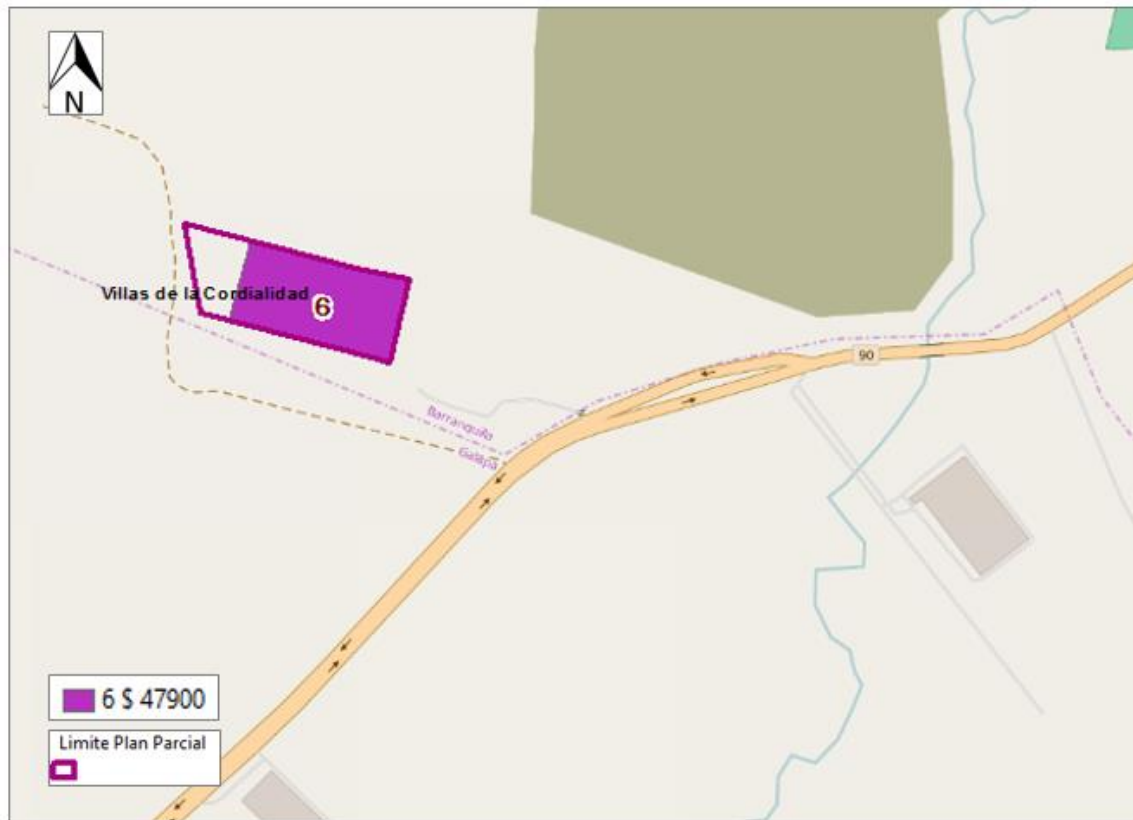 N
Villas de la Cordialidad
6
90
Barranquilla
Galapa
6 $ 47900
Limite Plan Parcial